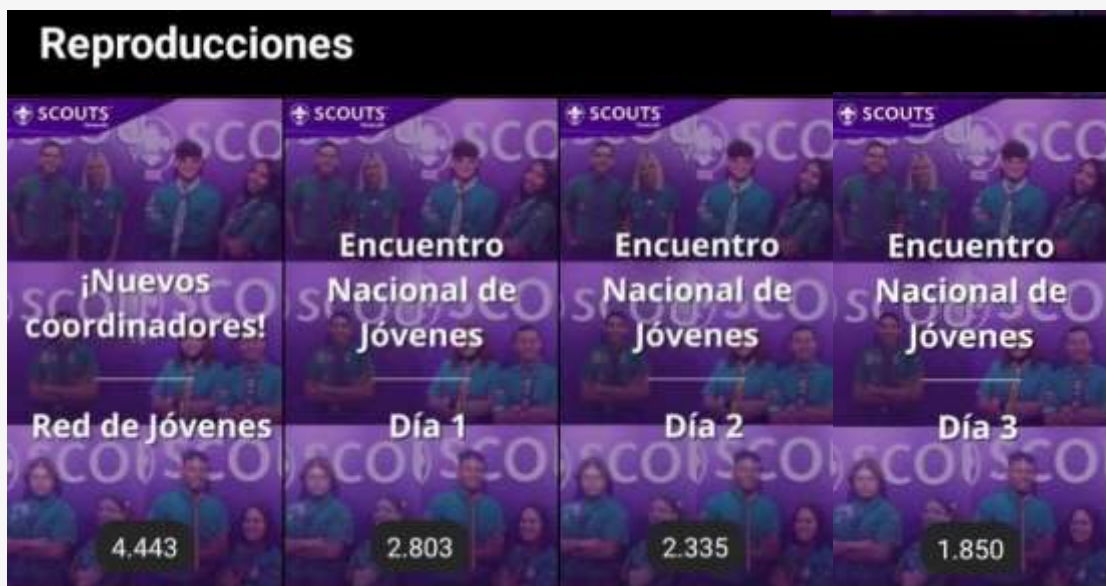 Reproducciones
SCOUTS
¡Nuevos
coordinadores!
Red de Jóvenes
4.443
SCOUTS
Encuentro
Nacional de
Jóvenes
Día 1
2.803
SCOUTS
Encuentro
Nacional de
Jóvenes
Día 2
2.335
SCOUTS
Encuentro
Nacional de
Jóvenes
Día 3
1.850